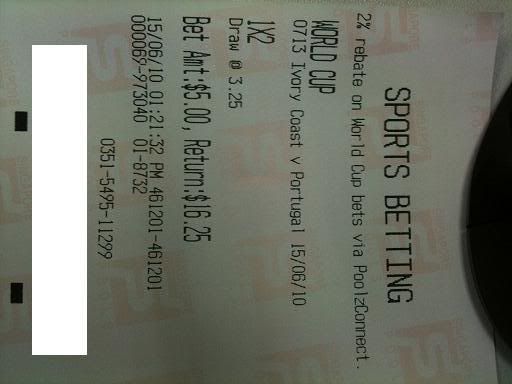 SPORTS BETTING
2% rebate on World Cup bets via PoolzConnect.
WORLD CUP
0713 Ivory Coast v Portugal 15/06/10
1X2
Draw @ 3.25
Bet Amt:$5.00, Return:$16.25
15/06/10 01:21:32 PM 461201-461201
000069-973040 01-8732
0351-5495-11299